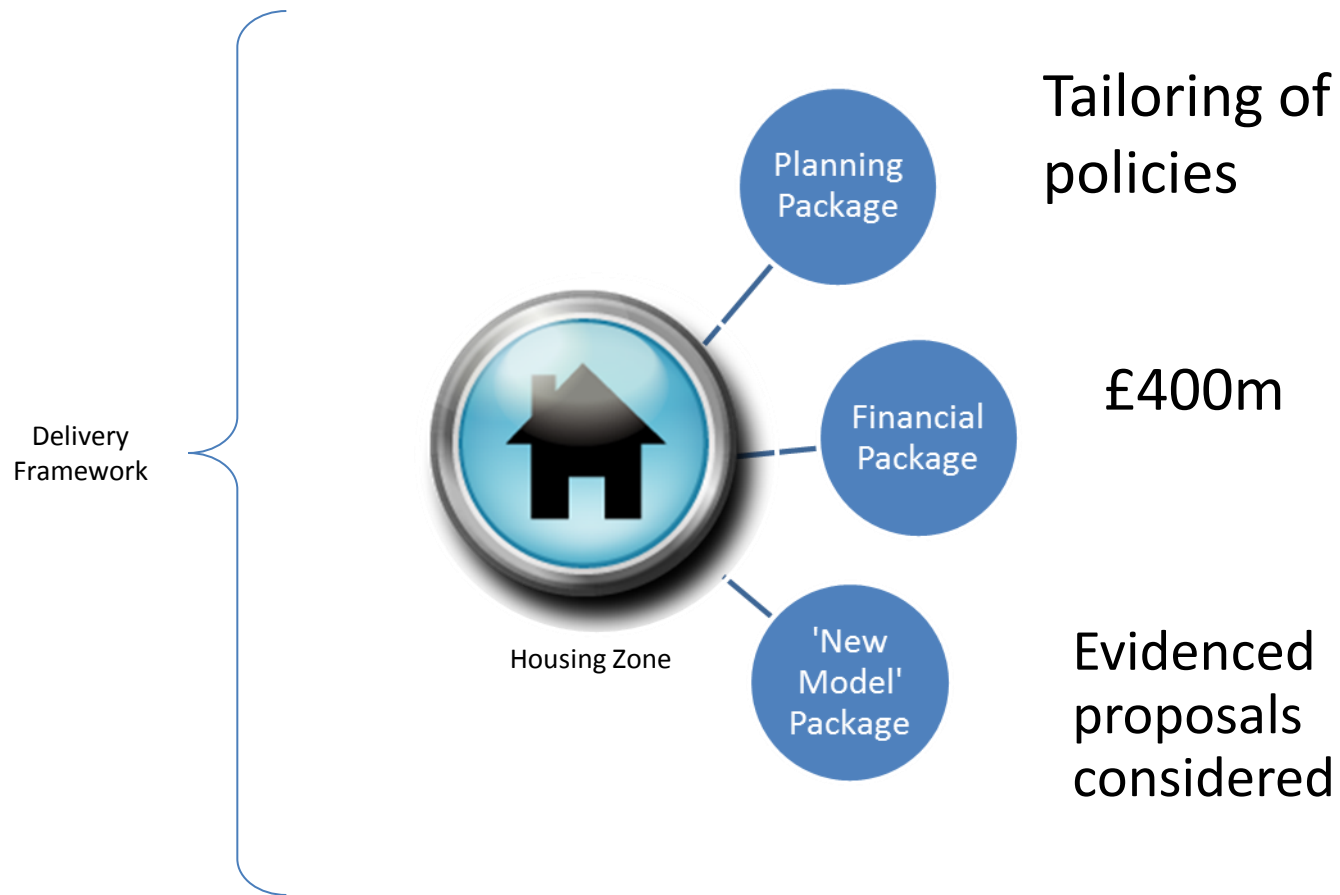 Delivery
Framework
Housing Zone
Planning
Package
Tailoring of
policies
Financial
Package
£400m
'New
Model'
Package
Evidenced
proposals
considered